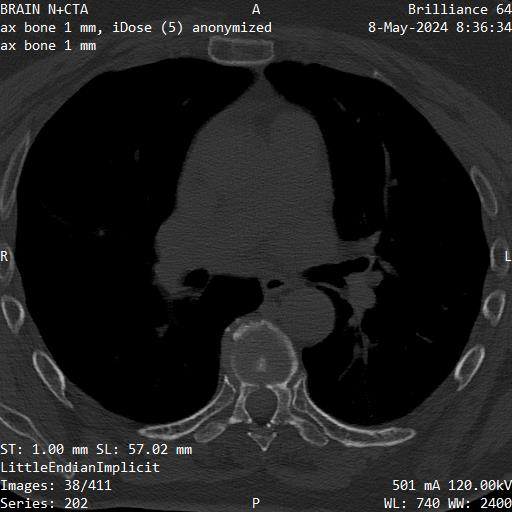 BRAIN N+CTA
A
Brilliance 64
ax bone 1 mm, iDose (5) anonymized
8-May-2024 8:36:34
ax bone 1 mm
R
L
ST: 1.00 mm SL: 57.02 mm
LittleEndianImplicit
Images: 38/411
501 mA 120.00kV
Series: 202
P
WL: 740 WW: 2400